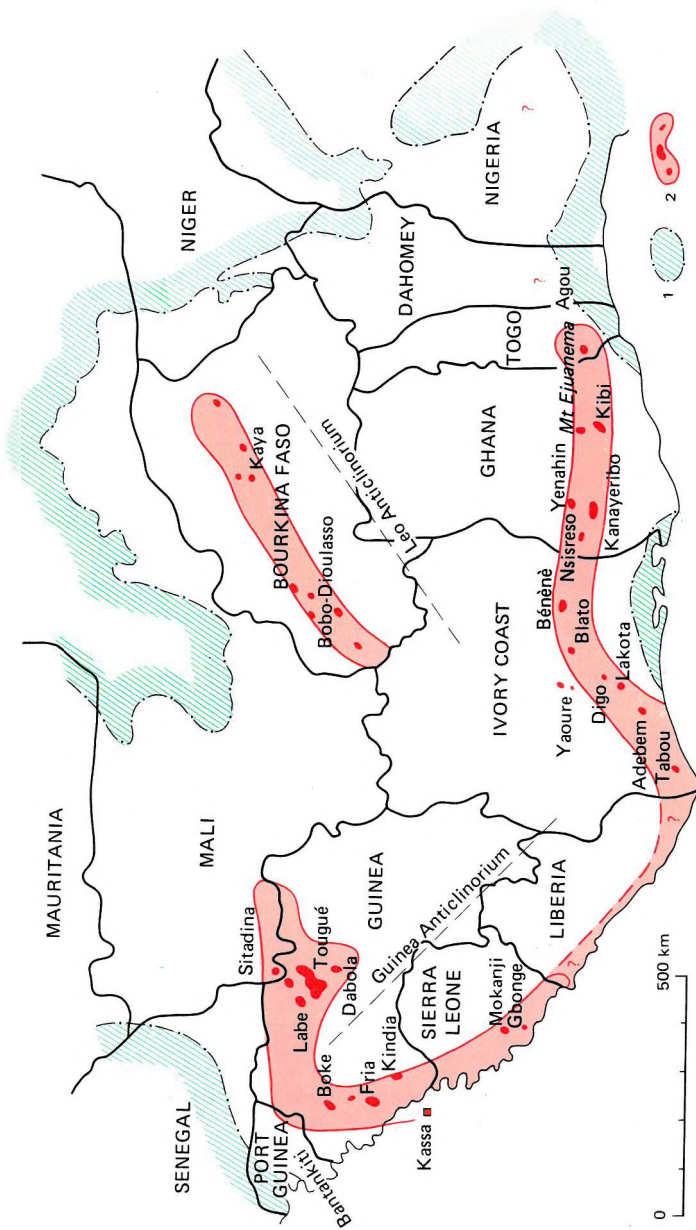 MAURITANIA
SENEGAL
MALI
NIGER
Sitadina
PORT
GUINEA
Bantankiti
Labe
Tougué
Dabola
Boke
Fria
Kindia
Kassa
GUINEA
Guinea Anticlinorium
SIERRA
LEONE
Mokanji
Gbonge
LIBERIA
?
?
BOURKINA FASO
Kaya
Bobo-Dioulasso
Leo Anticlinorium
IVORY COAST
Yaoure
Bénènè
Blato
Digo
Lakota
Adebem
Tabou
GHANA
Nsisreso
Yenahin
Mt Ejuanema
Kanayeribo
Kibi
TOGO
Agou
DAHOMEY
?
NIGERIA
?
0
500 km
1
2